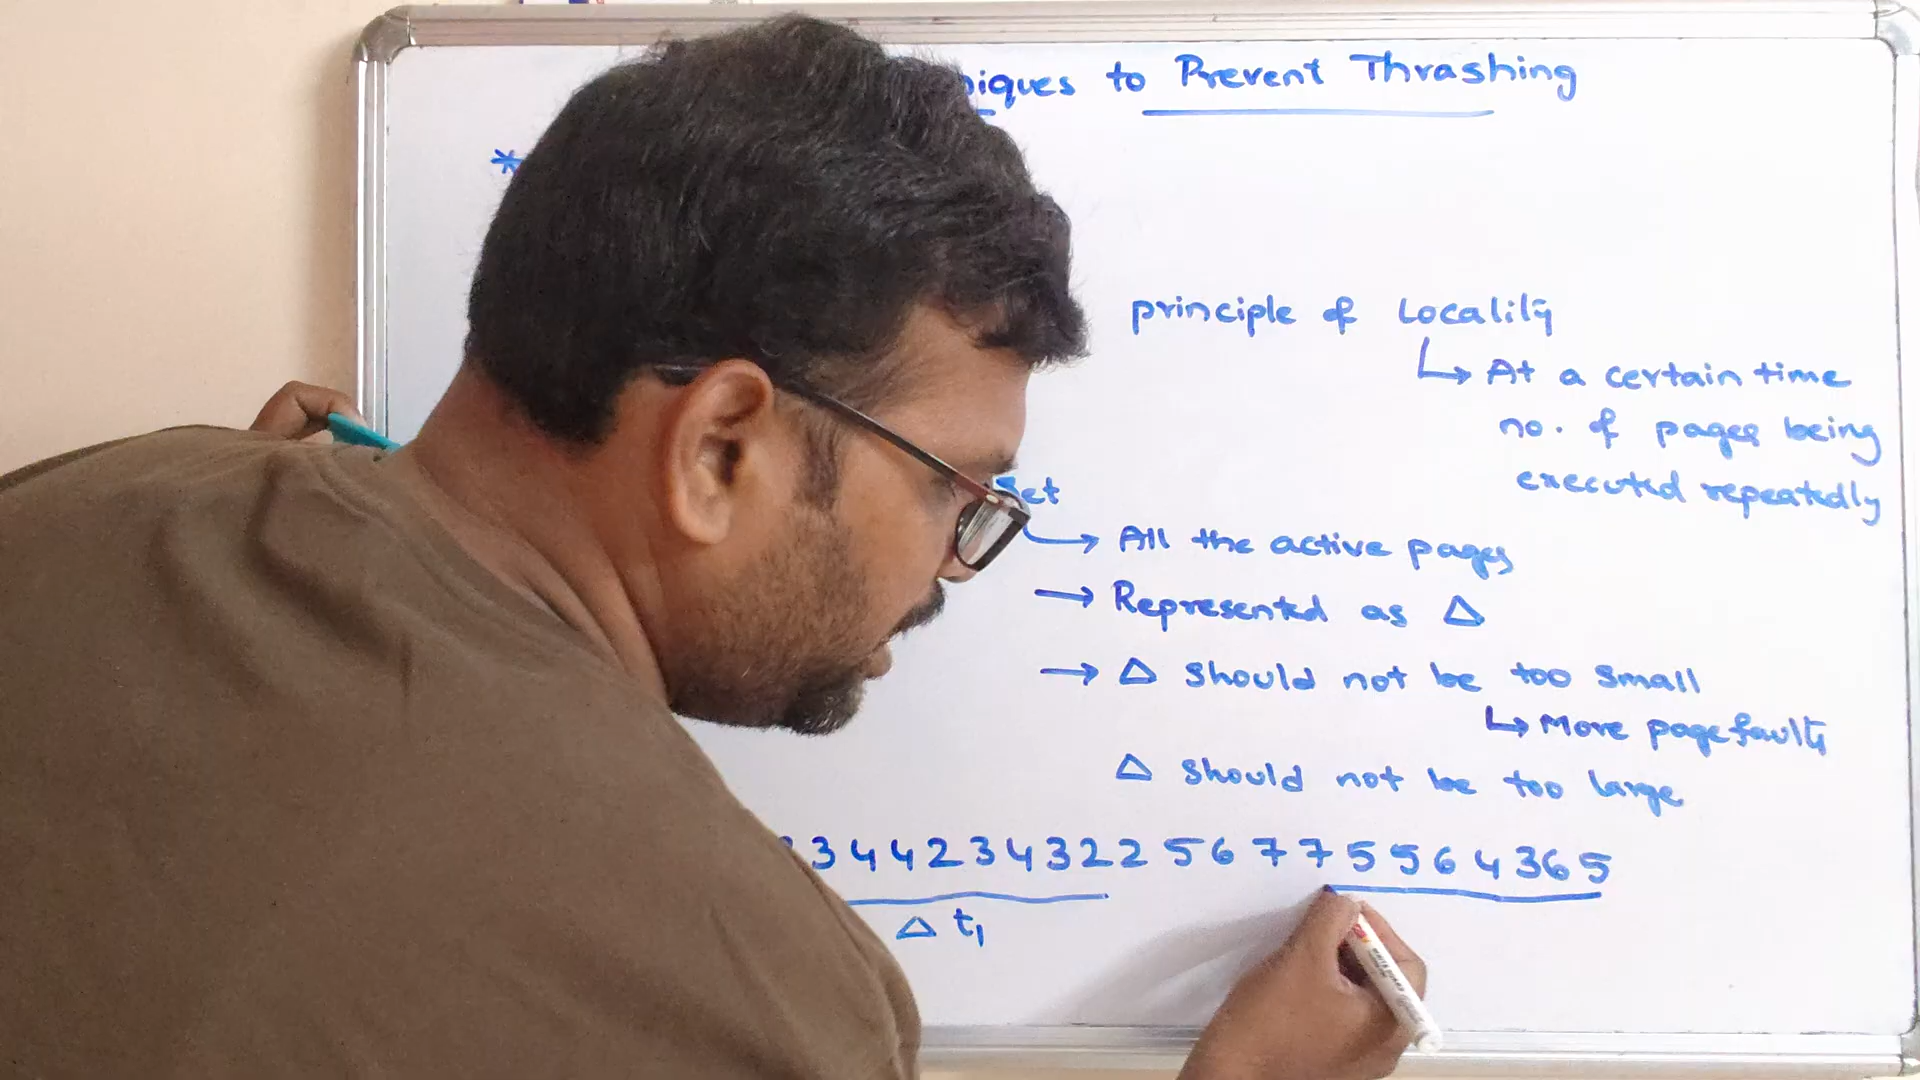 to Prevent Thrashing
*
principle of Locality
↳ At a certain time
no. of pages being
executed repeatedly
→ All the active pages
→ Represented as Δ
→ Δ should not be too small
↳ More page faults
Δ should not be too large
3 4 4 2 3 4 3 2 2 5 6 7 7 5 5 6 4 3 6 5
Δ t1